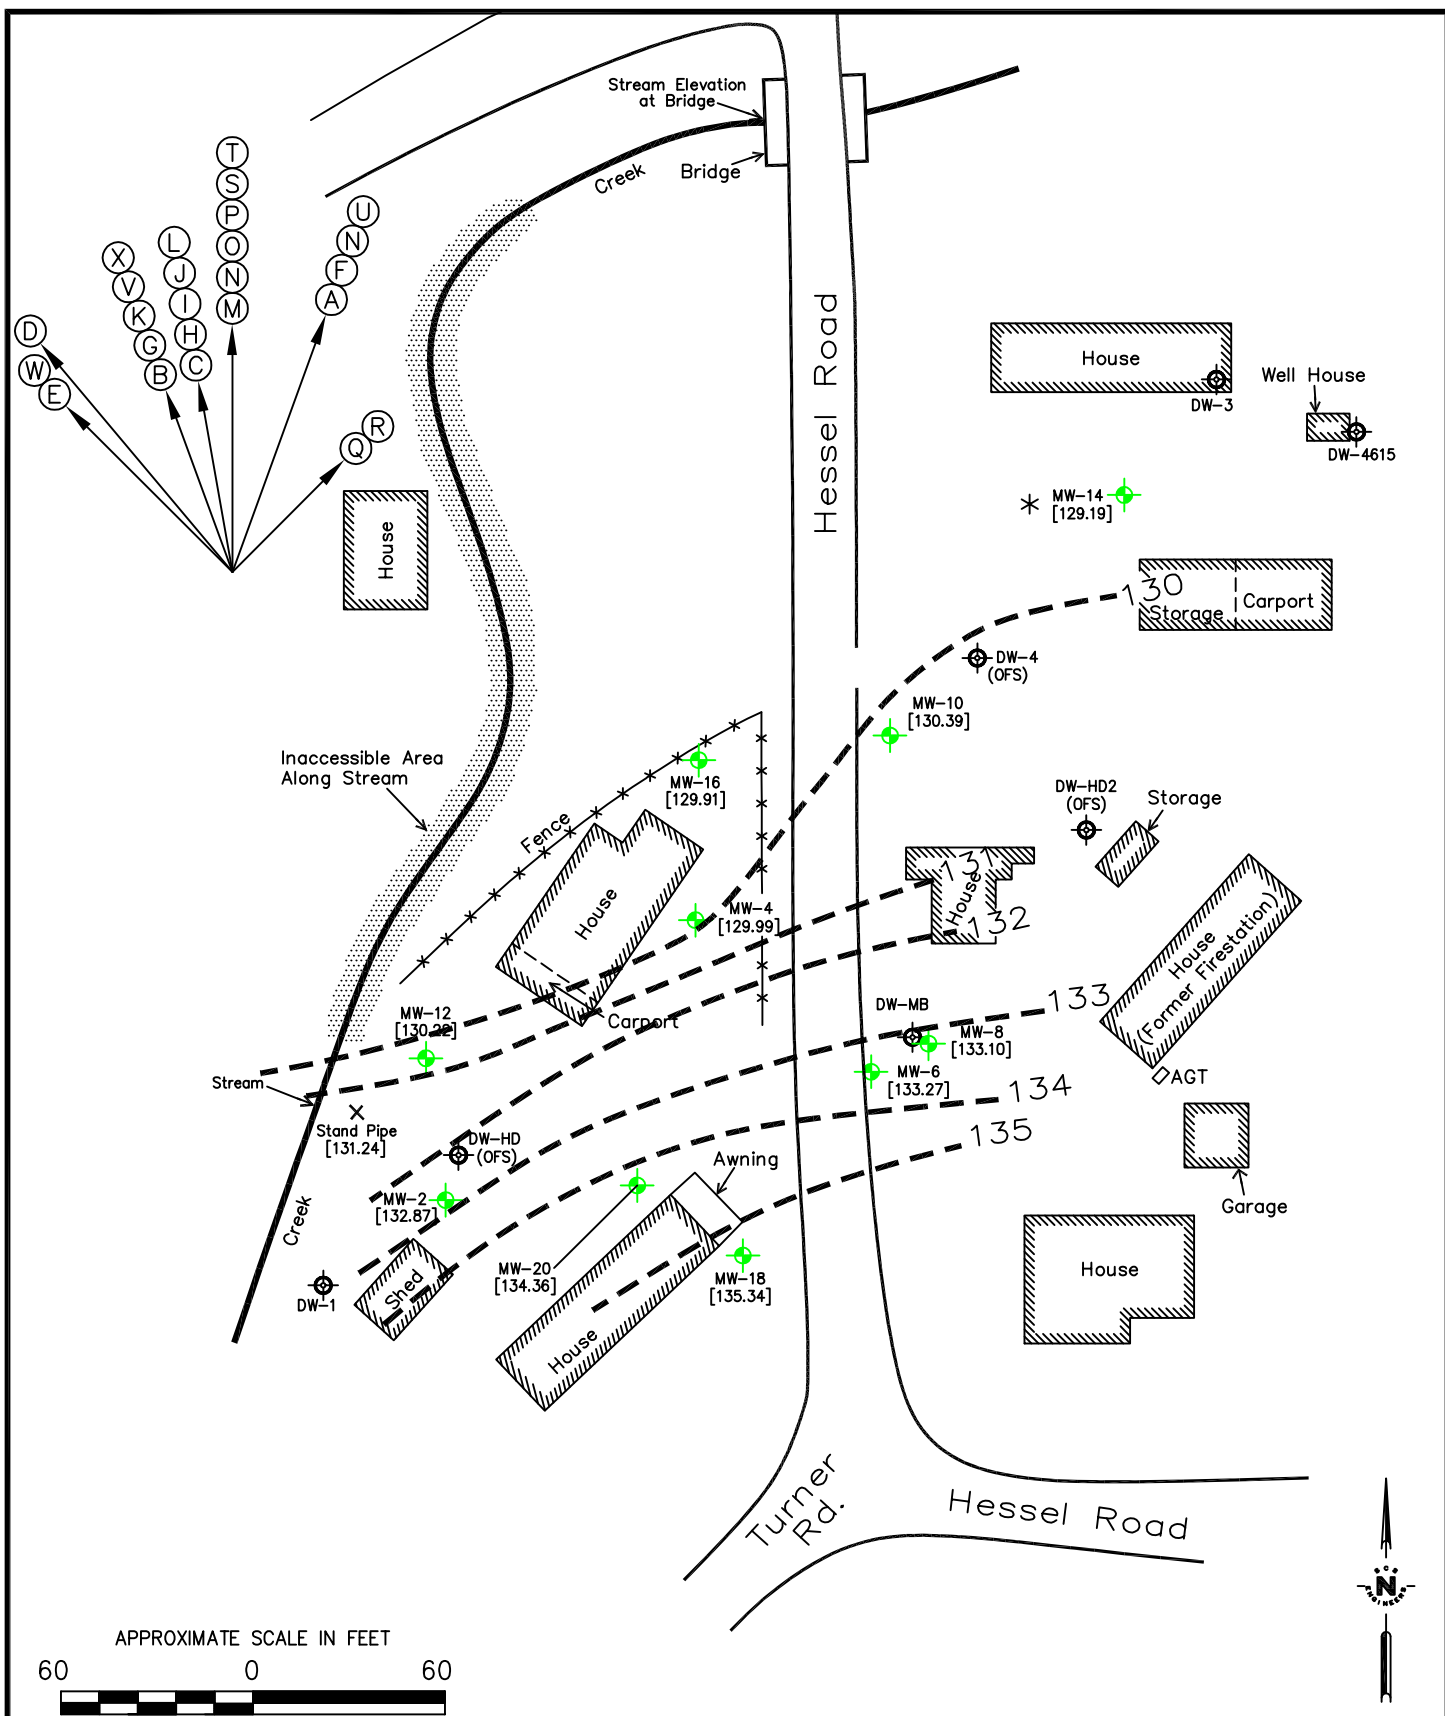 Stream Elevation
at Bridge
Bridge
Creek
T
S
P
O
N
M
U
N
F
A
L
J
I
H
C
X
V
K
G
B
D
W
E
R
Q
House
Hessel Road
House
DW-3
Well House
DW-4615
MW-14
[129.19]
130
Storage
Carport
DW-4
(OFS)
MW-10
[130.39]
Inaccessible Area
Along Stream
MW-16
[129.91]
Fence
House
DW-HD2
(OFS)
Storage
131
House
132
MW-4
[129.99]
House
(Former Firestation)
133
DW-MB
MW-8
[133.10]
MW-6
[133.27]
AGT
134
135
MW-12
Carport
Stream
Stand Pipe
[131.24]
DW-HD
(OFS)
MW-2
[132.87]
Awning
Garage
Creek
DW-1
Shed
MW-20
[134.36]
MW-18
[135.34]
House
House
Turner
Rd.
Hessel Road
N
ENGINEERS
APPROXIMATE SCALE IN FEET
60 0 60